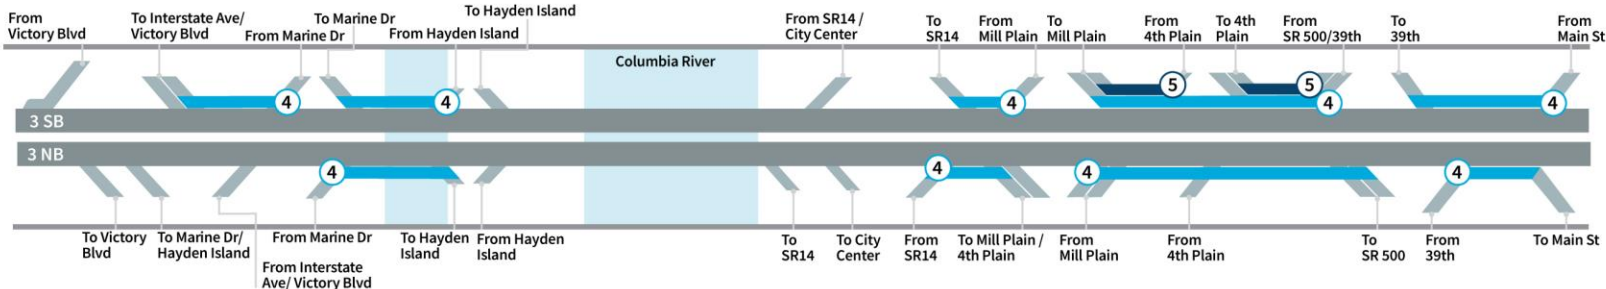 From
Victory Blvd
To Interstate Ave/
Victory Blvd
From Marine Dr
To Marine Dr
From Hayden Island
To Hayden Island
From SR14 /
City Center
To
SR14
From
Mill Plain
To
Mill Plain
From
4th Plain
To 4th
Plain
From
SR 500/39th
To
39th
From
Main St
Columbia River
4
4
4
5
5
4
4
3 SB
3 NB
4
4
4
4
To Victory
Blvd
To Marine Dr/
Hayden Island
From Interstate
Ave/ Victory Blvd
From Marine Dr
To Hayden
Island
From Hayden
Island
To
SR14
To City
Center
From
SR14
To Mill Plain /
4th Plain
From
Mill Plain
From
4th Plain
To
SR 500
From
39th
To Main St